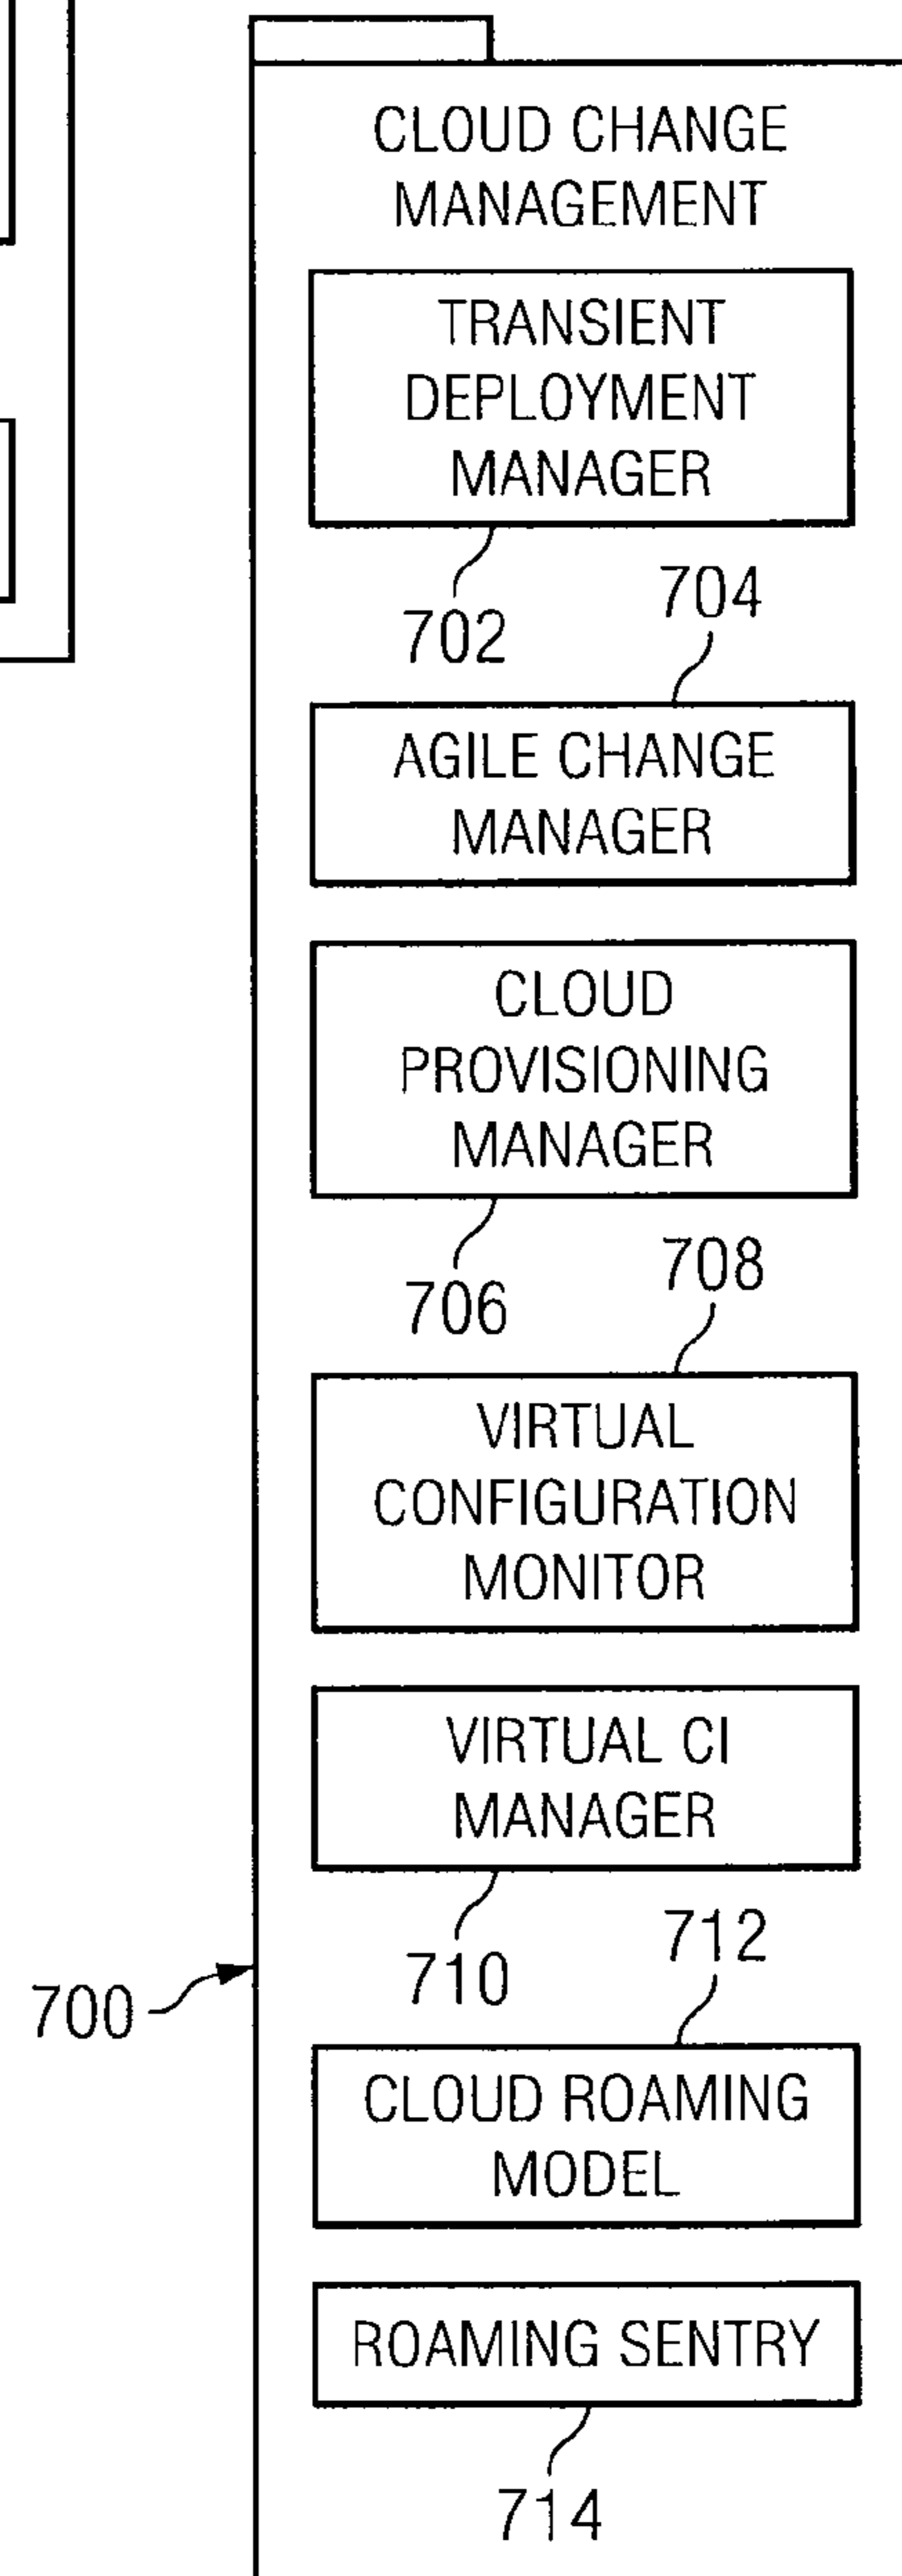 CLOUD CHANGE
MANAGEMENT
TRANSIENT
DEPLOYMENT
MANAGER
702
704
AGILE CHANGE
MANAGER
CLOUD
PROVISIONING
MANAGER
706
708
VIRTUAL
CONFIGURATION
MONITOR
VIRTUAL CI
MANAGER
710
712
700
CLOUD ROAMING
MODEL
ROAMING SENTRY
714